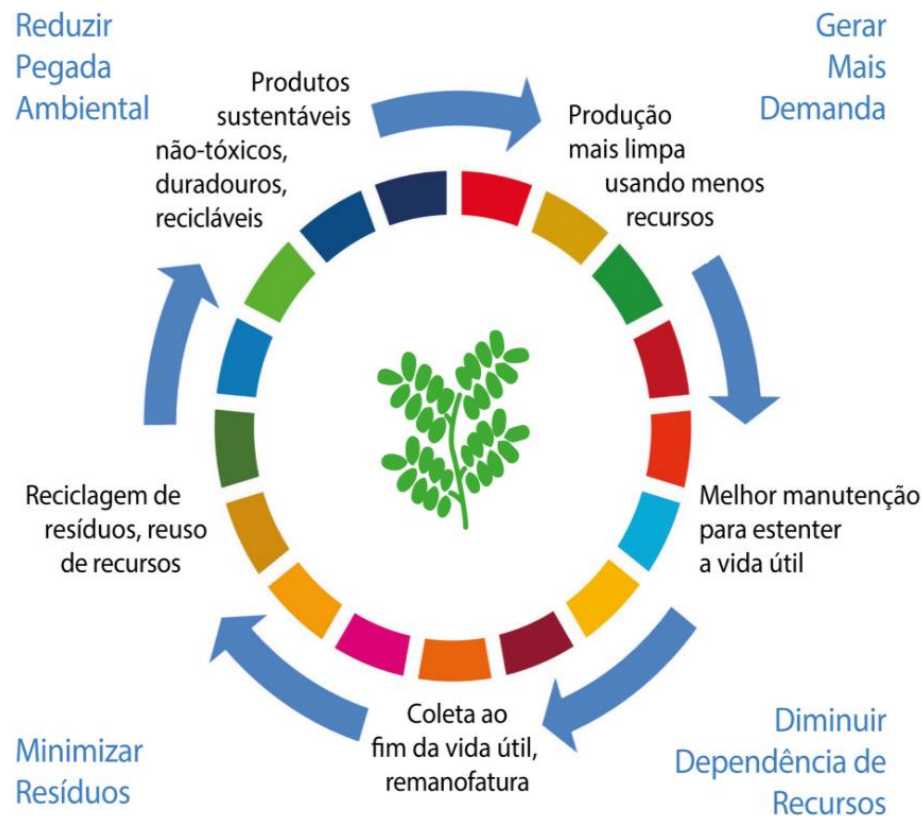 Reduzir
Pegada
Ambiental
Gerar
Mais
Demanda
Produtos
sustentáveis
não-tóxicos,
duradouros,
recicláveis
Produção
mais limpa
usando menos
recursos
Melhor manutenção
para estenter
a vida útil
Coleta ao
fim da vida útil,
remanofatura
Reciclagem de
resíduos, reuso
de recursos
Minimizar
Resíduos
Diminuir
Dependência de
Recursos